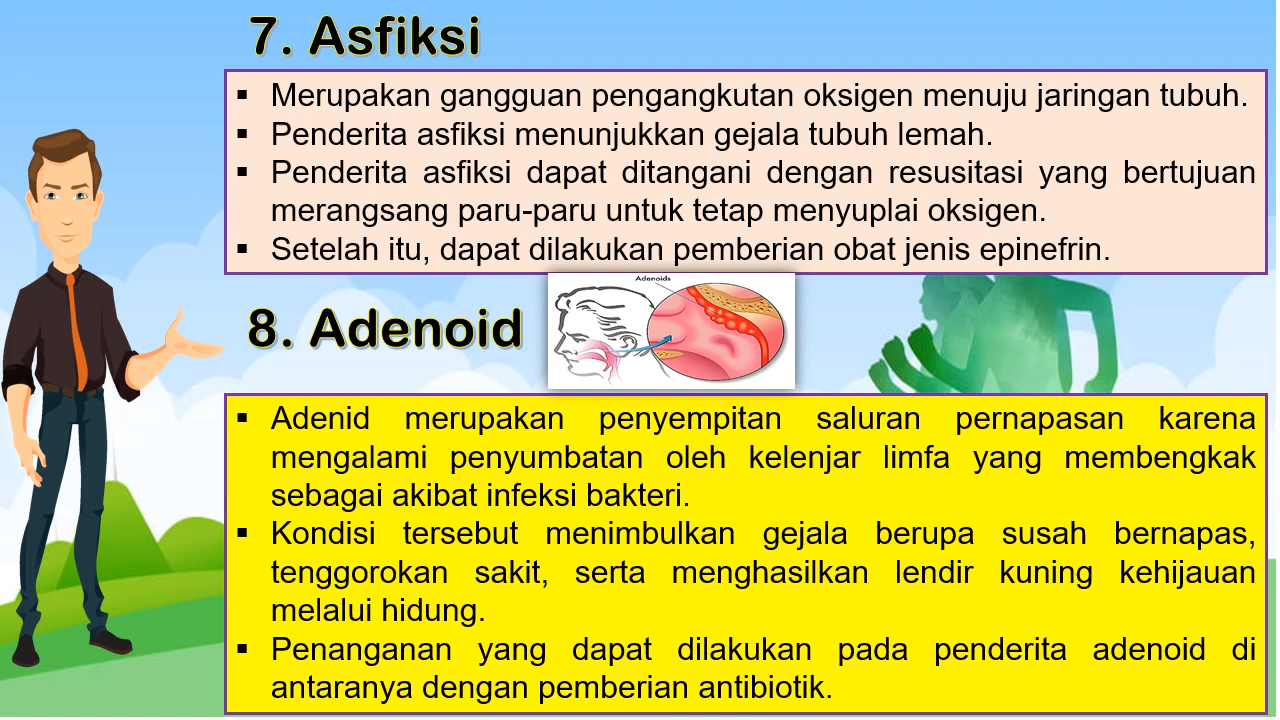 7. Asfiksi
▪ Merupakan gangguan pengangkutan oksigen menuju jaringan tubuh.
▪ Penderita asfiksi menunjukkan gejala tubuh lemah.
▪ Penderita asfiksi dapat ditangani dengan resusitasi yang bertujuan
merangsang paru-paru untuk tetap menyuplai oksigen.
▪ Setelah itu, dapat dilakukan pemberian obat jenis epinefrin.
Adenoids
8. Adenoid
▪ Adenid merupakan penyempitan saluran pernapasan karena
mengalami penyumbatan oleh kelenjar limfa yang membengkak
sebagai akibat infeksi bakteri.
▪ Kondisi tersebut menimbulkan gejala berupa susah bernapas,
tenggorokan sakit, serta menghasilkan lendir kuning kehijauan
melalui hidung.
▪ Penanganan yang dapat dilakukan pada penderita adenoid di
antaranya dengan pemberian antibiotik.